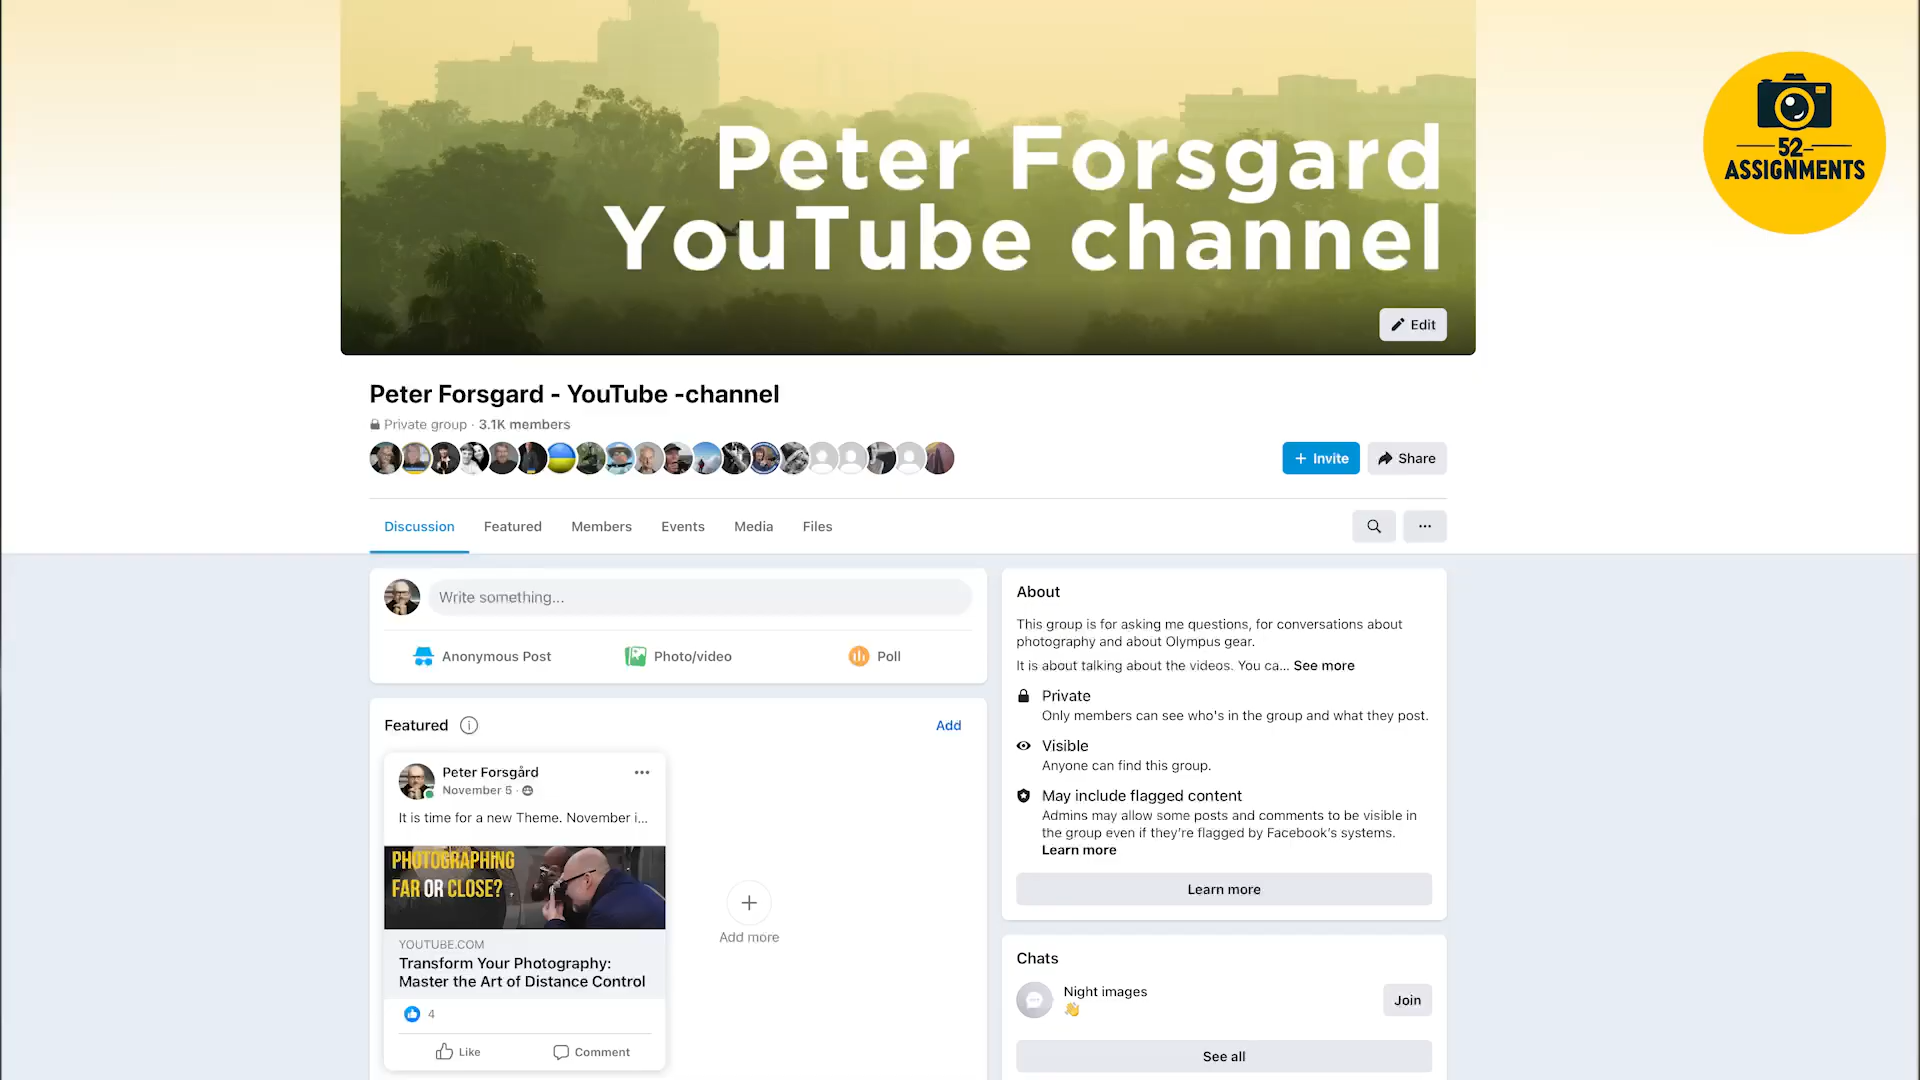 Peter Forsgard
YouTube channel
52
ASSIGNMENTS
Edit
Peter Forsgard - YouTube -channel
Private group · 3.1K members
+ Invite
Share
Discussion
Featured
Members
Events
Media
Files
Write something...
Anonymous Post
Photo/video
Poll
Featured
Add
Peter Forsgård
November 5 ·
It is time for a new Theme. November i...
PHOTOGRAPHING
FAR OR CLOSE?
YOUTUBE.COM
Transform Your Photography:
Master the Art of Distance Control
4
Like
Comment
Add more
About
This group is for asking me questions, for conversations about
photography and about Olympus gear.
It is about talking about the videos. You ca... See more
Private
Only members can see who's in the group and what they post.
Visible
Anyone can find this group.
May include flagged content
Admins may allow some posts and comments to be visible in
the group even if they’re flagged by Facebook’s systems.
Learn more
Learn more
Chats
Night images
👋
Join
See all